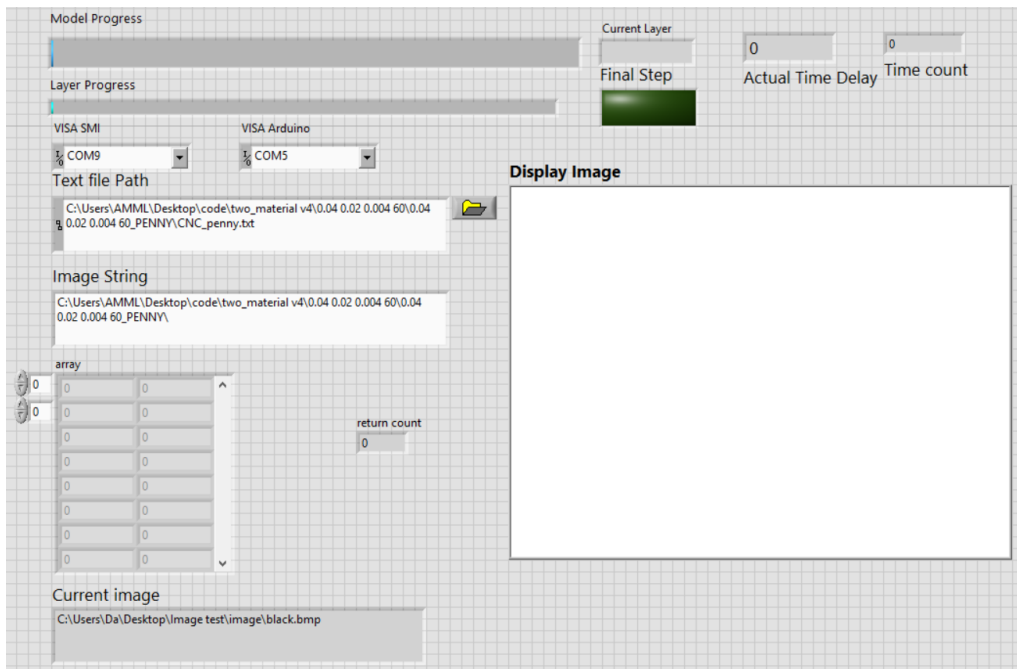 Model Progress
Current Layer
0
0
Final Step
Actual Time Delay
Time count
Layer Progress
VISA SMI
VISA Arduino
COM9
COM5
Text file Path
C:\Users\AMML\Desktop\code\two_material v4\0.04 0.02 0.004 60\0.04
0.02 0.004 60_PENNY\CNC_penny.txt
Display Image
Image String
C:\Users\AMML\Desktop\code\two_material v4\0.04 0.02 0.004 60\0.04
0.02 0.004 60_PENNY\
array
0
0 0
0
0 0
0 0
0 0
0 0
0 0
0 0
0 0
return count
0
Current image
C:\Users\Da\Desktop\Image test\image\black.bmp